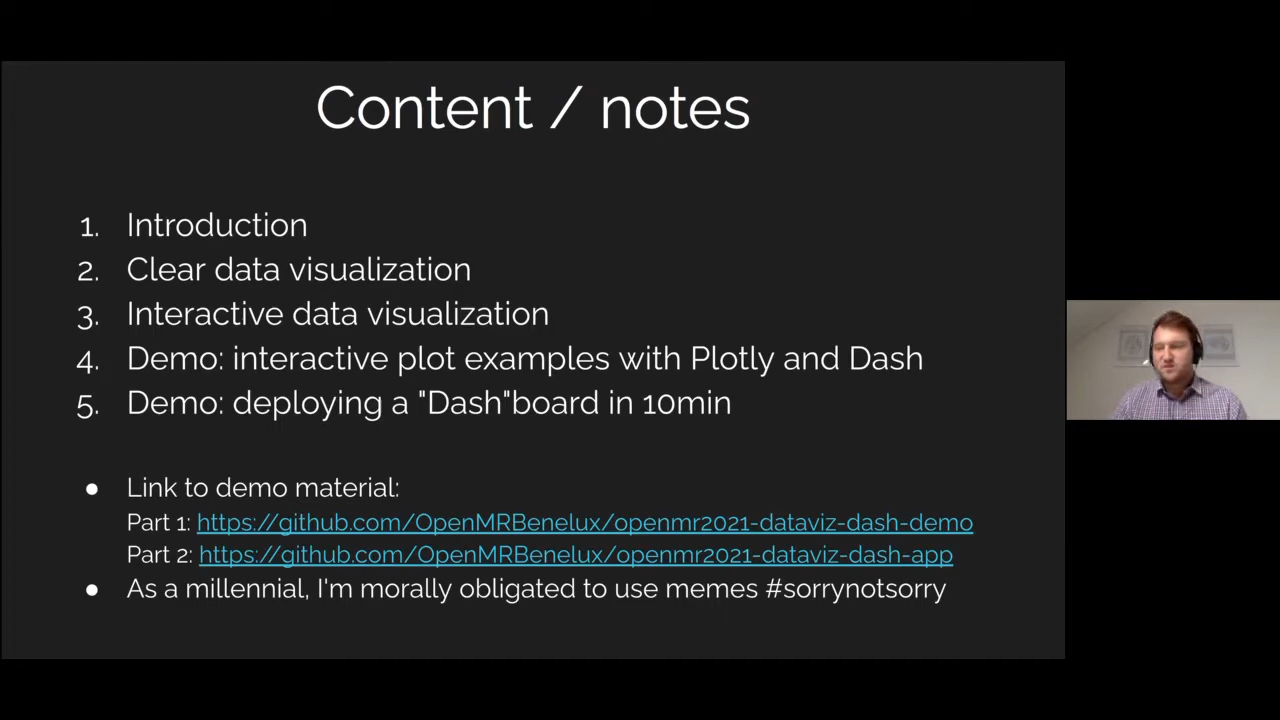 Content / notes
1. Introduction
2. Clear data visualization
3. Interactive data visualization
4. Demo: interactive plot examples with Plotly and Dash
5. Demo: deploying a "Dash"board in 10min
● Link to demo material:
Part 1: https://github.com/OpenMRBenelux/openmr2021-dataviz-dash-demo
Part 2: https://github.com/OpenMRBenelux/openmr2021-dataviz-dash-app
● As a millennial, I'm morally obligated to use memes #sorrynotsorry